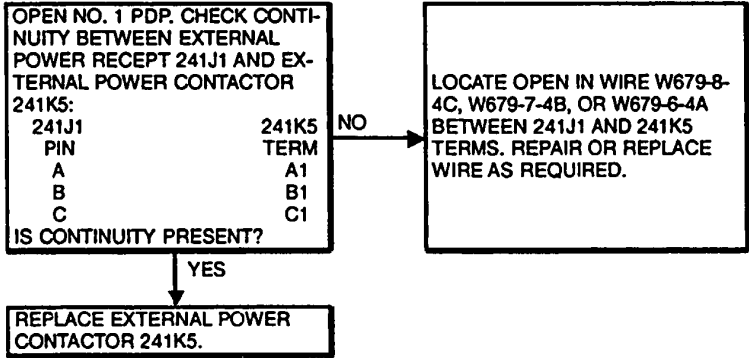 OPEN NO. 1 PDP. CHECK CONTI-
NUITY BETWEEN EXTERNAL
POWER RECEPT 241J1 AND EX-
TERNAL POWER CONTACTOR
241K5:
241J1 241K5
PIN TERM
A A1
B B1
C C1
IS CONTINUITY PRESENT?
NO
LOCATE OPEN IN WIRE W679-8-
4C, W679-7-4B, OR W679-6-4A
BETWEEN 241J1 AND 241K5
TERMS. REPAIR OR REPLACE
WIRE AS REQUIRED.
YES
REPLACE EXTERNAL POWER
CONTACTOR 241K5.